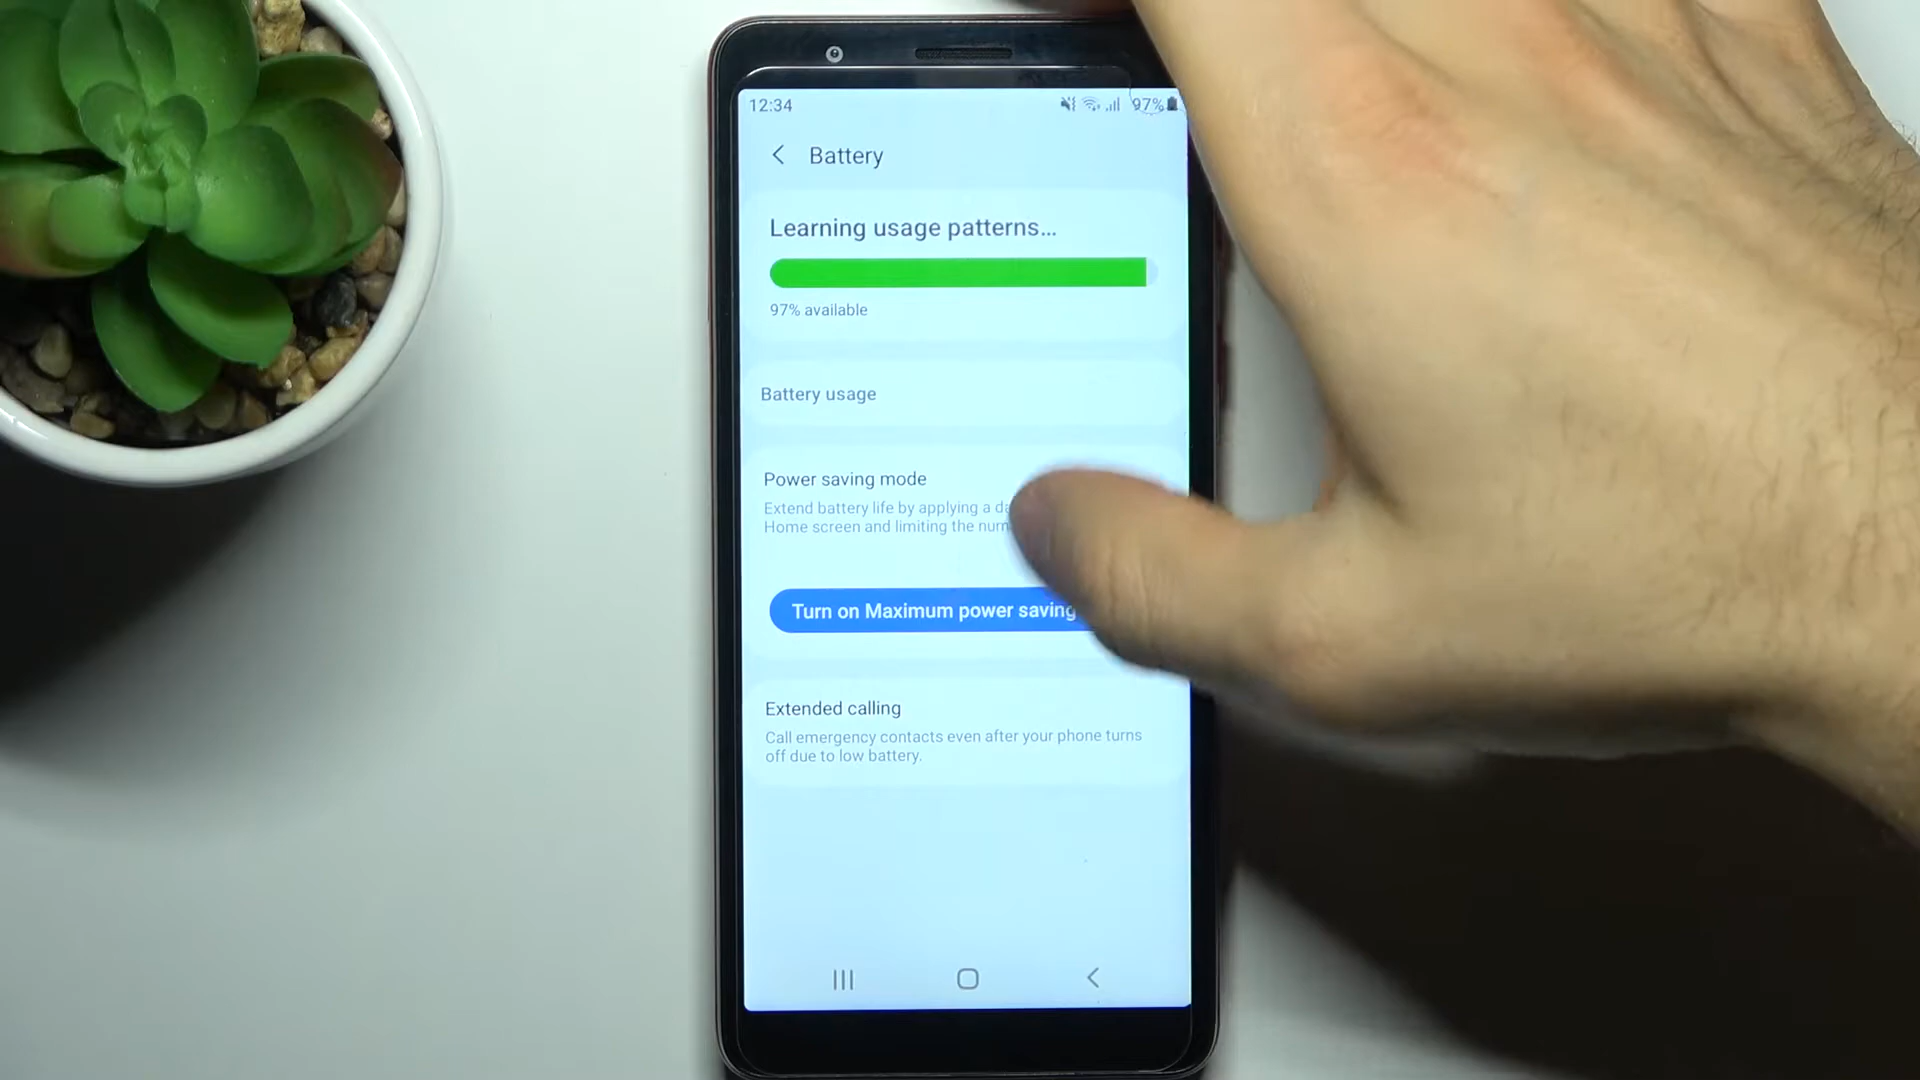 12:34
97%
Battery
Learning usage patterns...
97% available
Battery usage
Power saving mode
Extend battery life by applying a
Home screen and limiting the
Turn on Maximum power saving
Extended calling
Call emergency contacts even after your phone turns
off due to low battery.